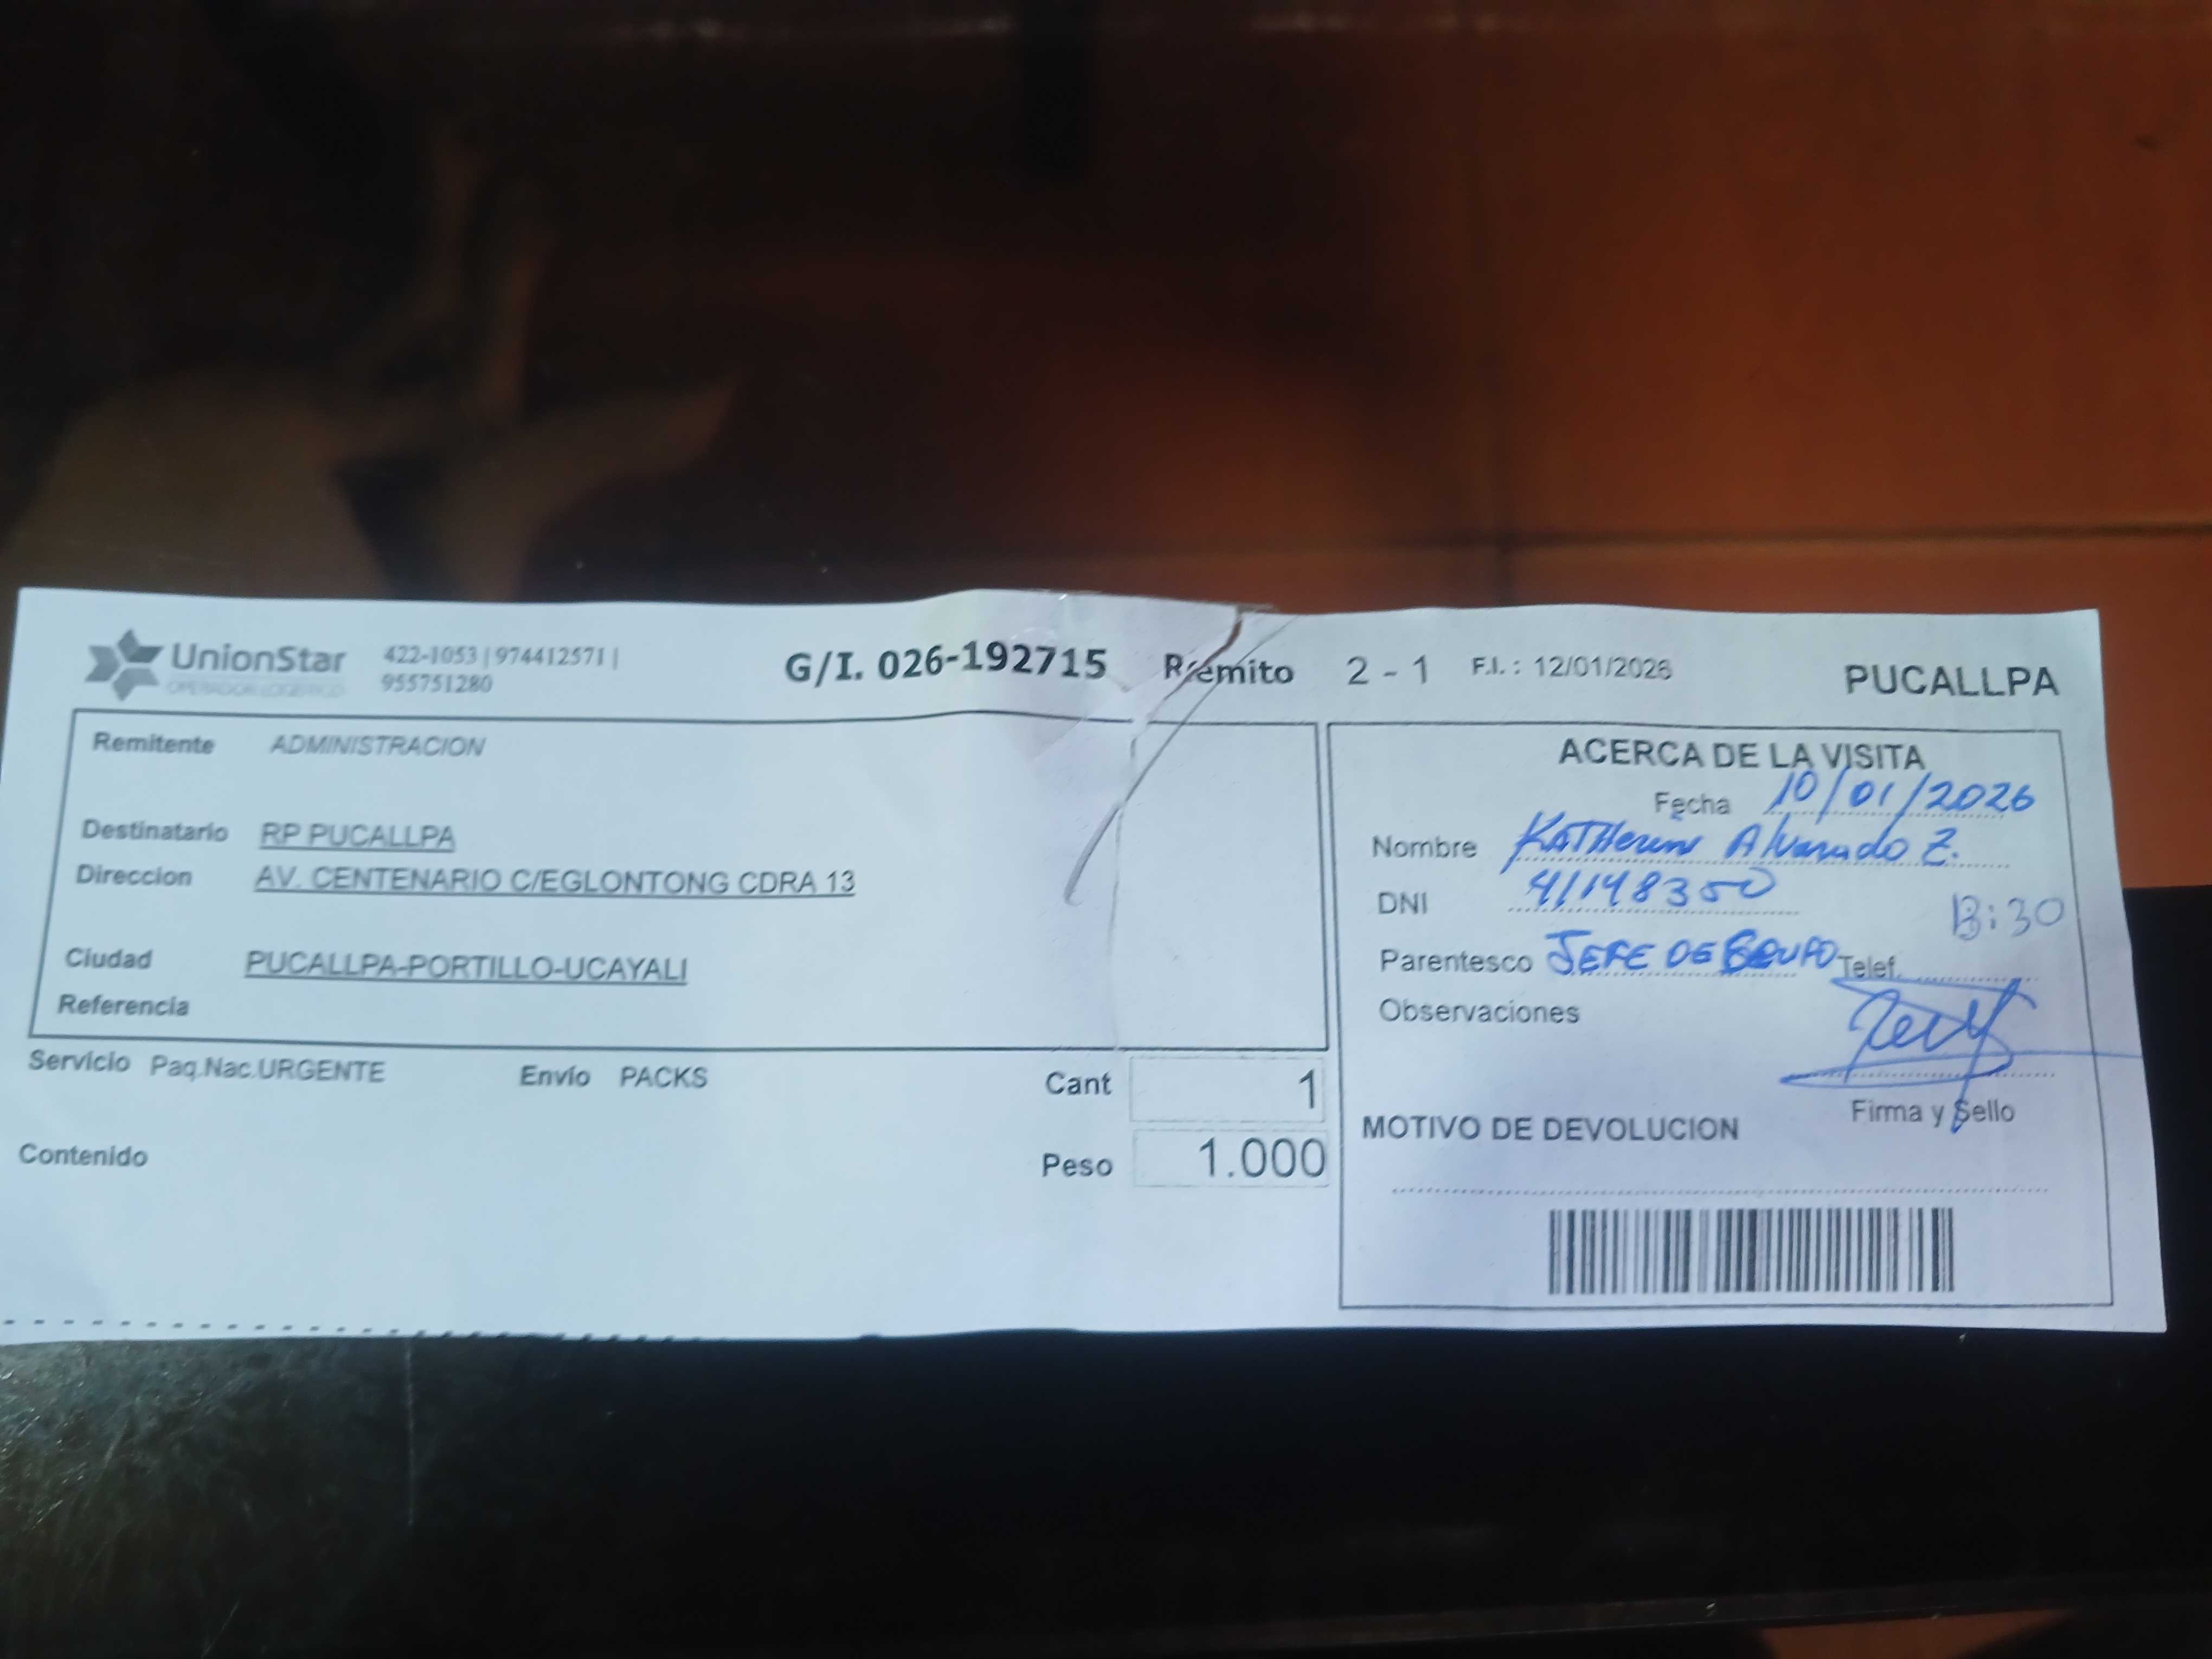 UnionStar 422-1053 | 974412571 | G/I. 026-192715 Remito 2 - 1 F.I. : 12/01/2026 PUCALLPA
OPERADOR LOGISTICO 955751280
Remitente ADMINISTRACION
Destinatario RP PUCALLPA
Direccion AV. CENTENARIO C/EGLONTONG CDRA 13
Ciudad PUCALLPA-PORTILLO-UCAYALI
Referencia
Servicio Paq.Nac.URGENTE Envio PACKS Cant 1
Contenido Peso 1.000
ACERCA DE LA VISITA
Fecha 10/01/2026
Nombre Alvarado Z.
DNI 41148350
13:30
Parentesco JEFE DE GRUPO Telef.
Observaciones
Firma y Sello
MOTIVO DE DEVOLUCION